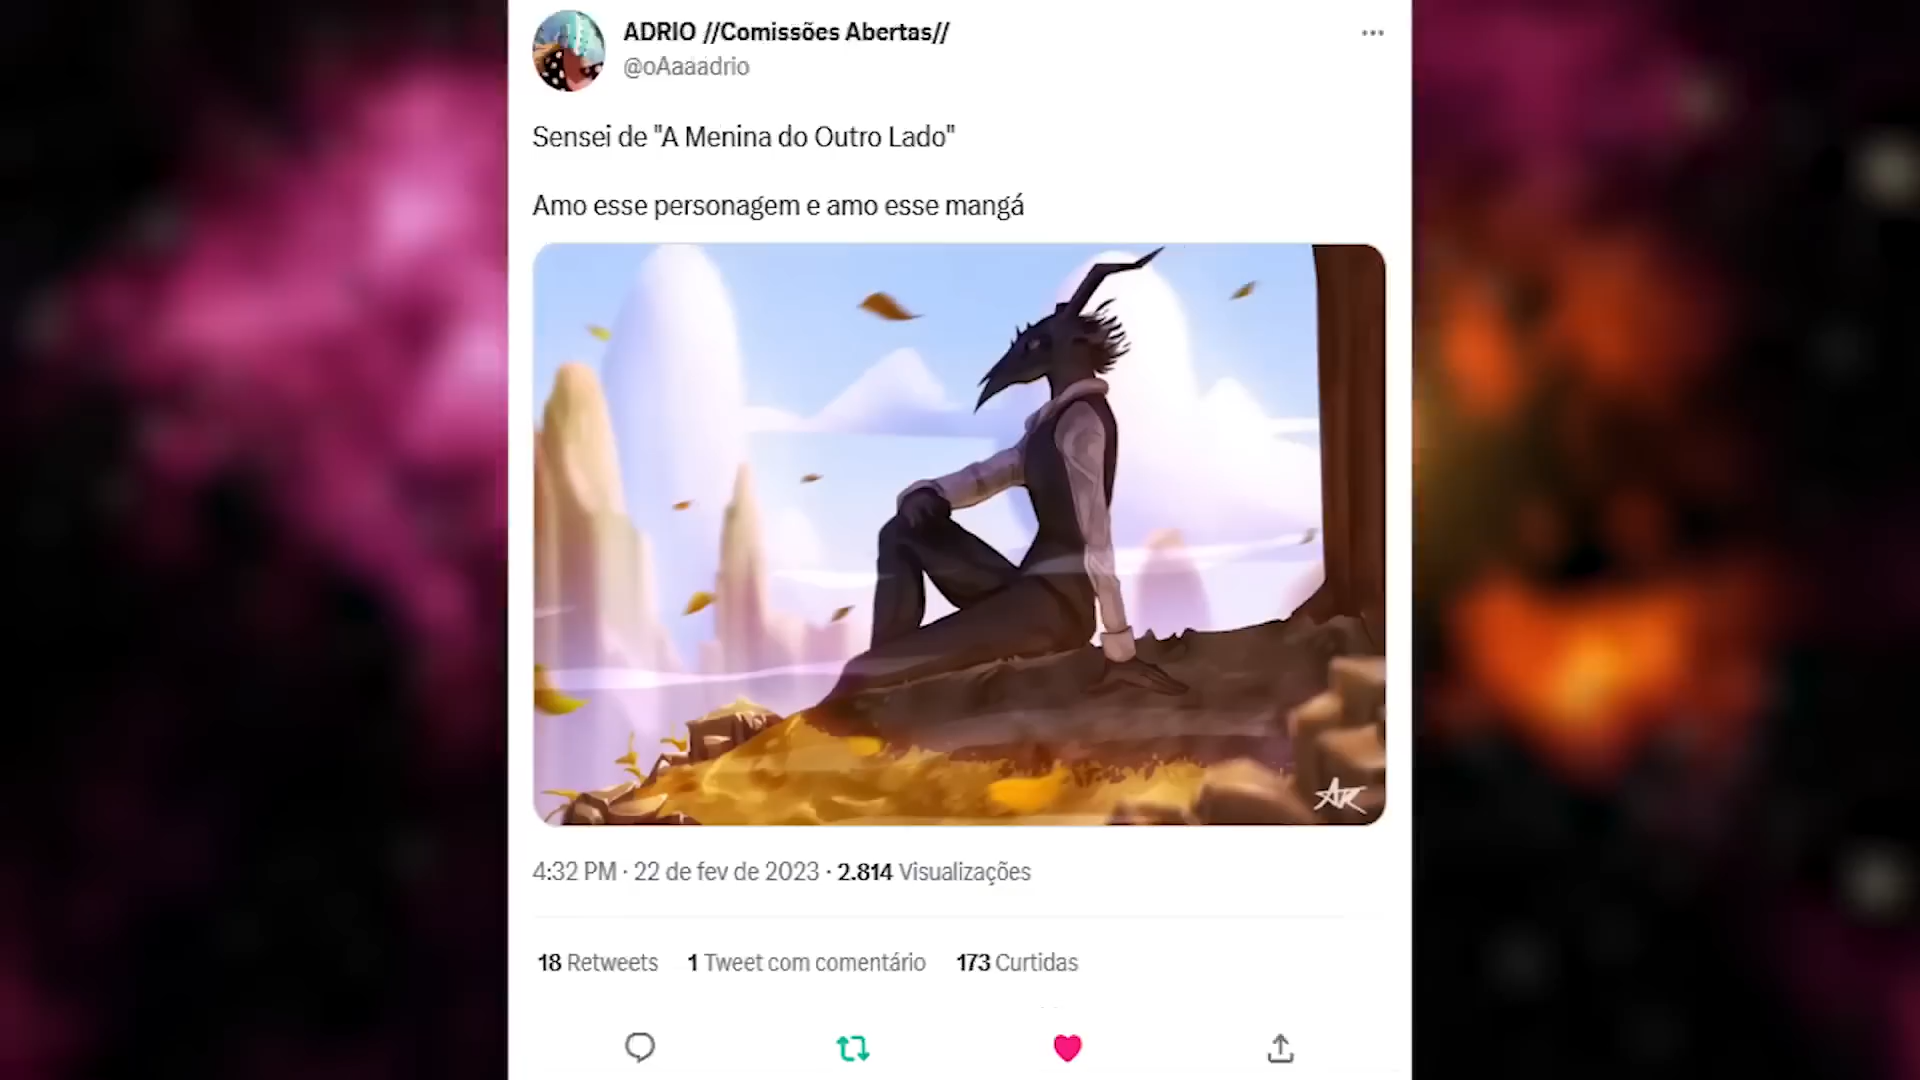 ADRIO //Comissões Abertas//
@oAaaadrio
Sensei de "A Menina do Outro Lado"
Amo esse personagem e amo esse mangá
AR
4:32 PM · 22 de fev de 2023 · 2.814 Visualizações
18 Retweets 1 Tweet com comentário 173 Curtidas